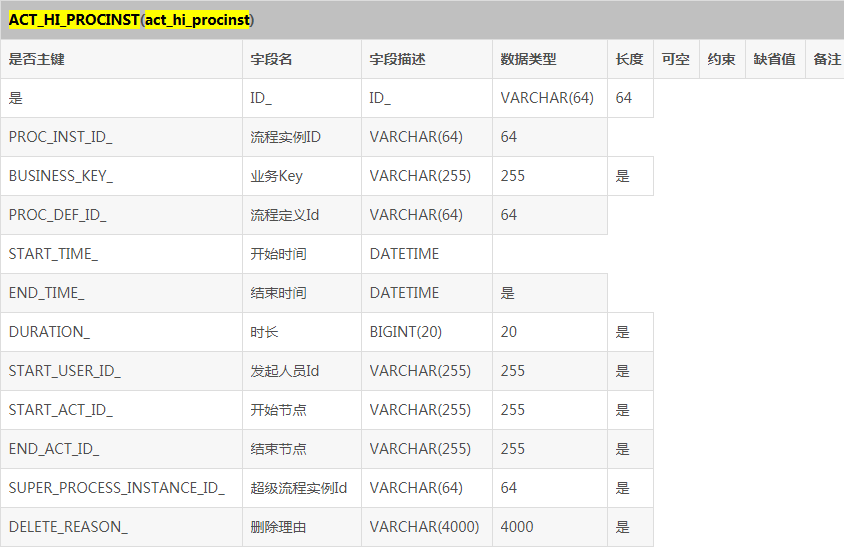 ACT_HI_PROCINST(act_hi_procinst)
是否主键 字段名 字段描述 数据类型 长度 可空 约束 缺省值 备注
是 ID_ ID_ VARCHAR(64) 64
PROC_INST_ID_ 流程实例ID VARCHAR(64) 64
BUSINESS_KEY_ 业务Key VARCHAR(255) 255 是
PROC_DEF_ID_ 流程定义Id VARCHAR(64) 64
START_TIME_ 开始时间 DATETIME
END_TIME_ 结束时间 DATETIME 是
DURATION_ 时长 BIGINT(20) 20 是
START_USER_ID_ 发起人员Id VARCHAR(255) 255 是
START_ACT_ID_ 开始节点 VARCHAR(255) 255 是
END_ACT_ID_ 结束节点 VARCHAR(255) 255 是
SUPER_PROCESS_INSTANCE_ID_ 超级流程实例Id VARCHAR(64) 64 是
DELETE_REASON_ 删除理由 VARCHAR(4000) 4000 是